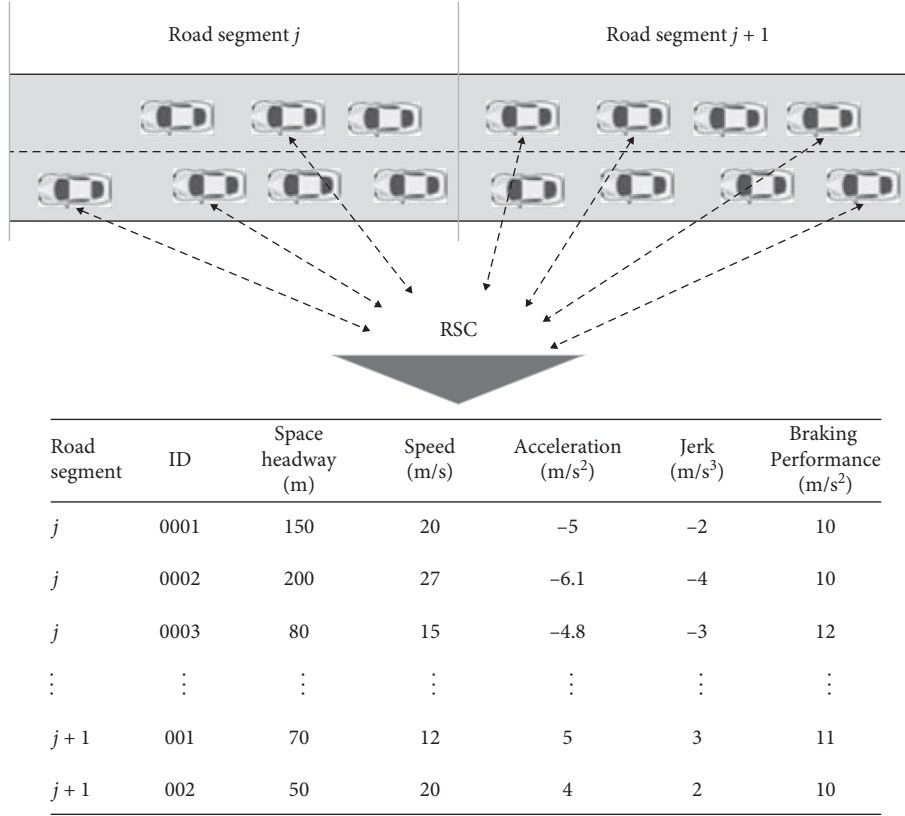 Road segment j Road segment j + 1
RSC
Road segment ID Space headway (m) Speed (m/s) Acceleration (m/s²) Jerk (m/s³) Braking Performance (m/s²)
j 0001 150 20 –5 –2 10
j 0002 200 27 –6.1 –4 10
j 0003 80 15 –4.8 –3 12
⋮ ⋮ ⋮ ⋮ ⋮ ⋮ ⋮
j + 1 001 70 12 5 3 11
j + 1 002 50 20 4 2 10